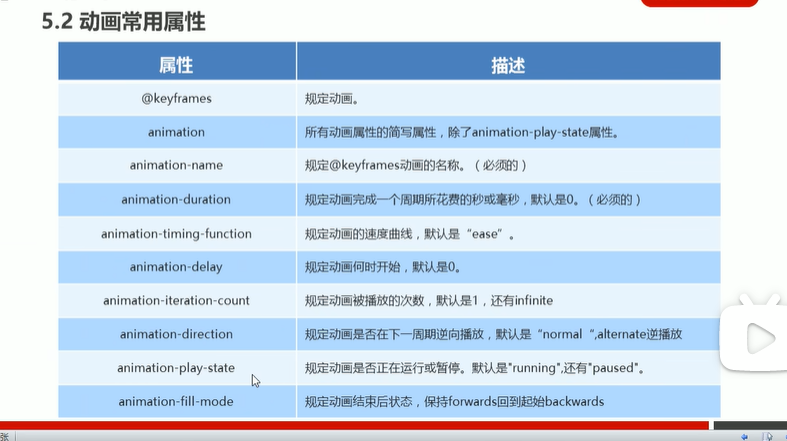 5.2 动画常用属性
属性 描述
@keyframes 规定动画。
animation 所有动画属性的简写属性，除了animation-play-state属性。
animation-name 规定@keyframes动画的名称。（必须的）
animation-duration 规定动画完成一个周期所花费的秒或毫秒，默认是0。（必须的）
animation-timing-function 规定动画的速度曲线，默认是“ease”。
animation-delay 规定动画何时开始，默认是0。
animation-iteration-count 规定动画被播放的次数，默认是1，还有infinite
animation-direction 规定动画是否在下一周期逆向播放，默认是“normal “,alternate逆播放
animation-play-state 规定动画是否正在运行或暂停。默认是"running",还有"paused"。
animation-fill-mode 规定动画结束后状态，保持forwards回到起始backwards
张